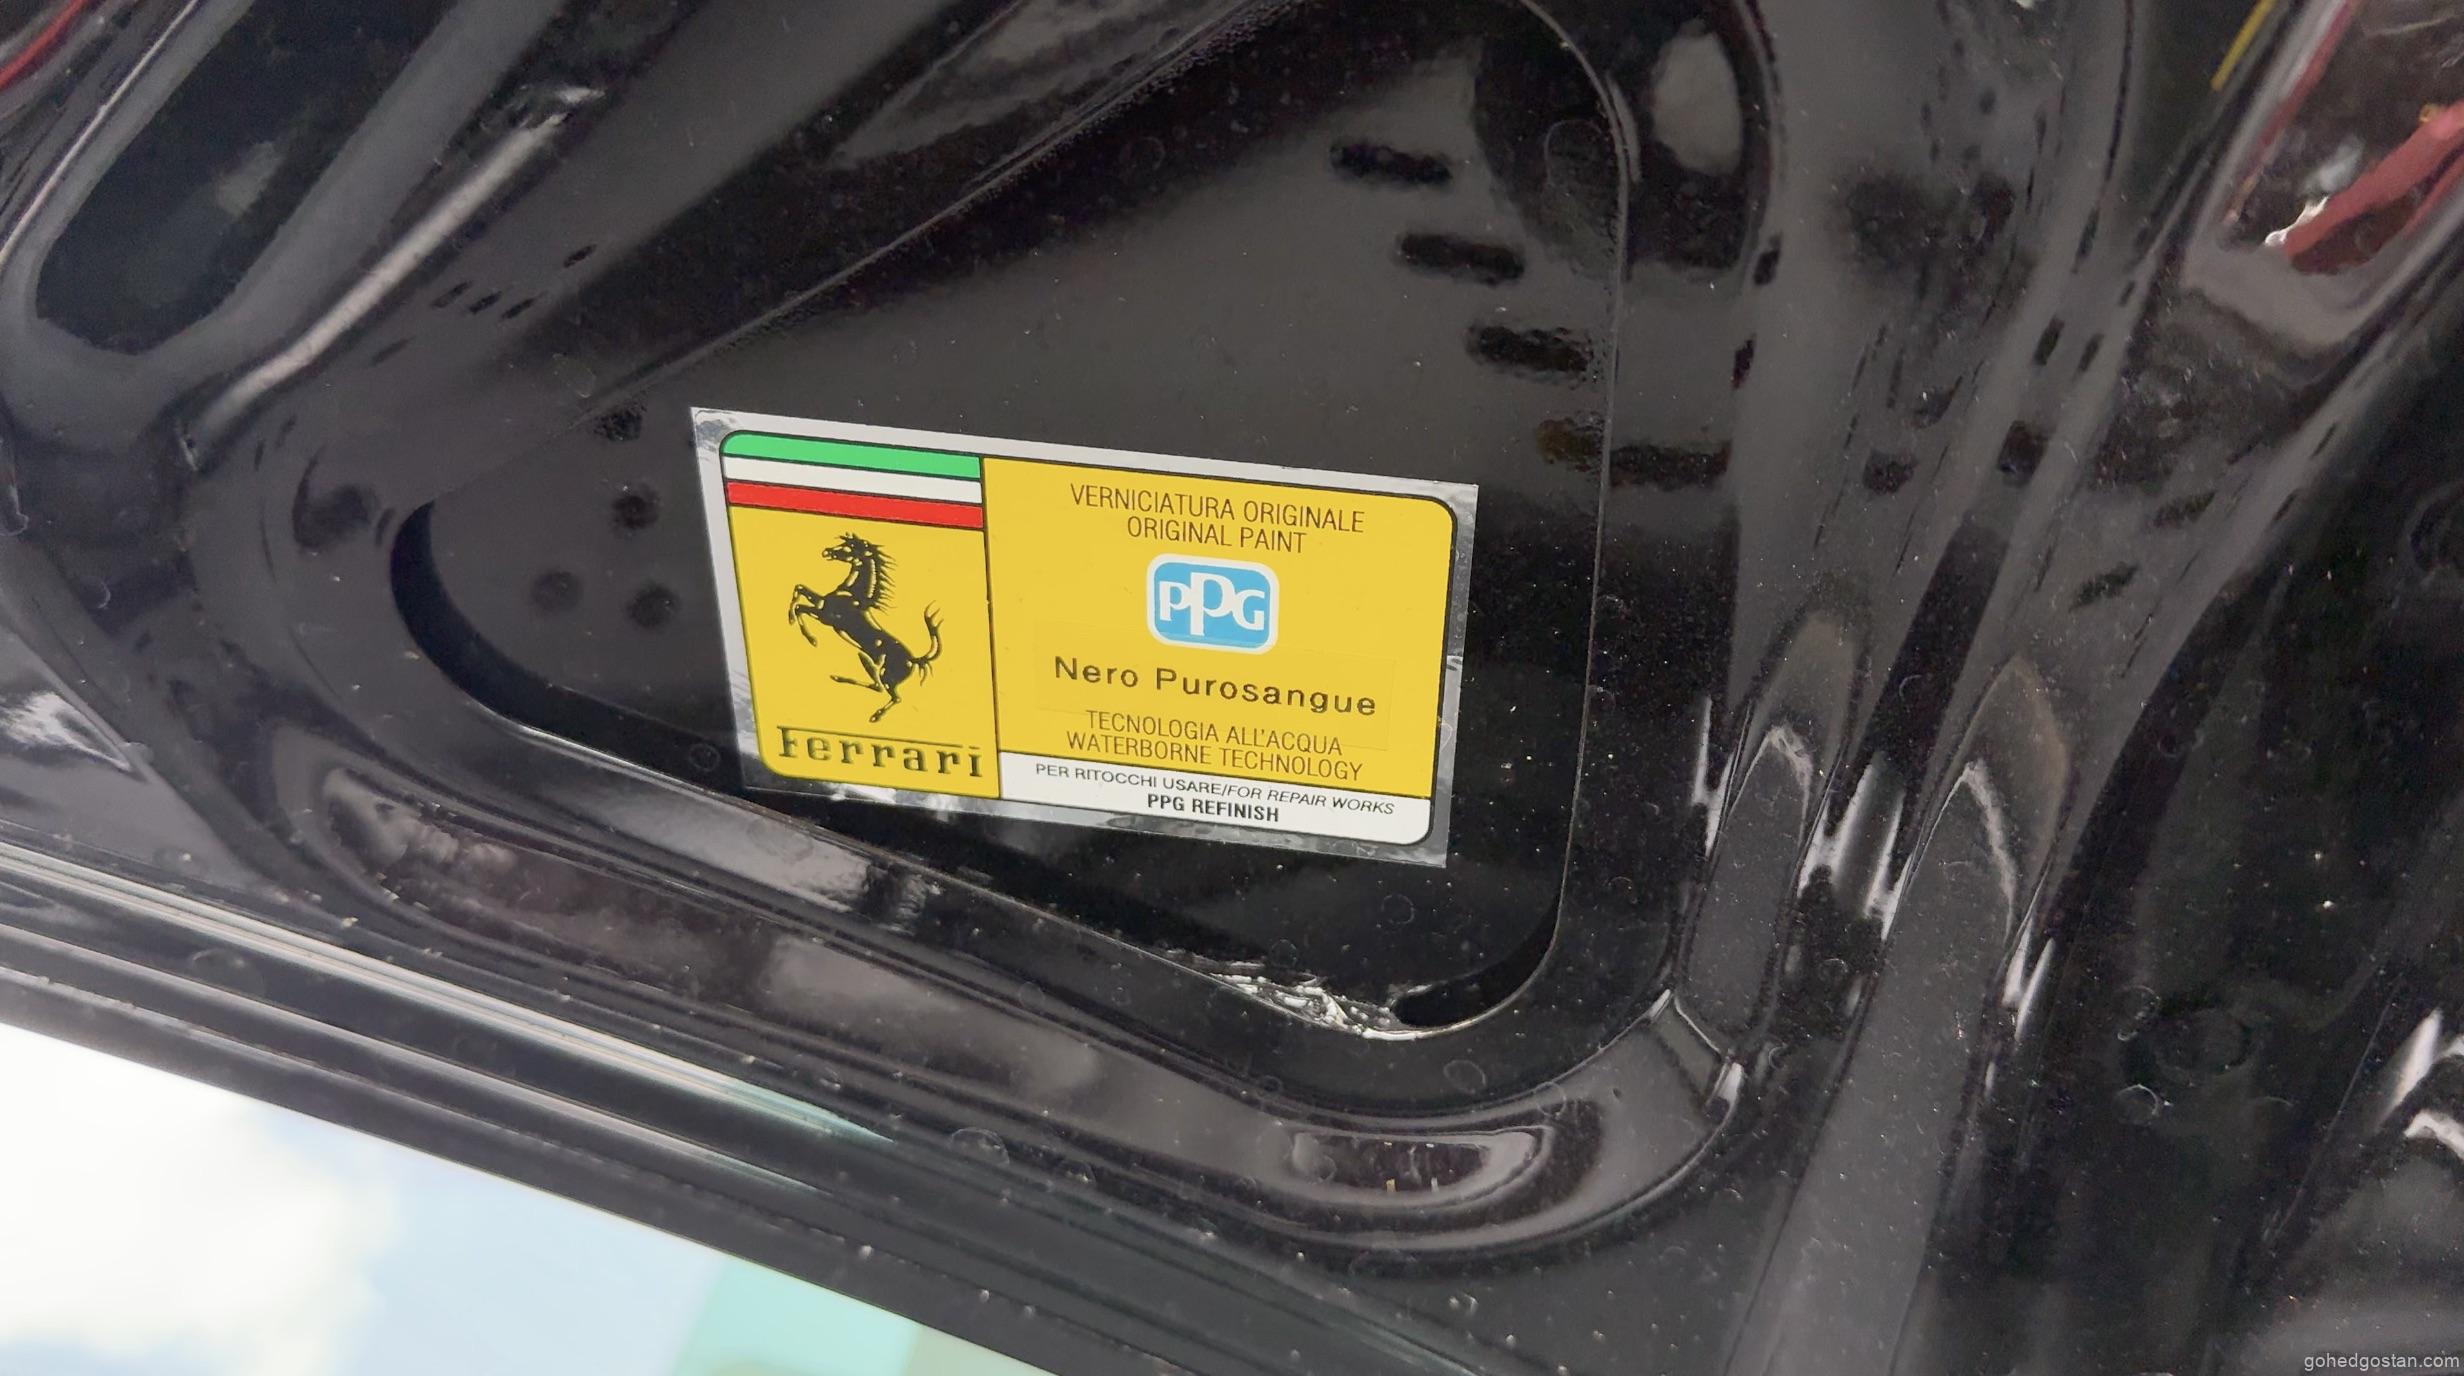 VERNICIATURA ORIGINALE
ORIGINAL PAINT
PPG
Nero Purosangue
TECNOLOGIA ALL'ACQUA
WATERBORNE TECHNOLOGY
Ferrari
PER RITOCCHI USARE/FOR REPAIR WORKS
PPG REFINISH
gohedgostan.com